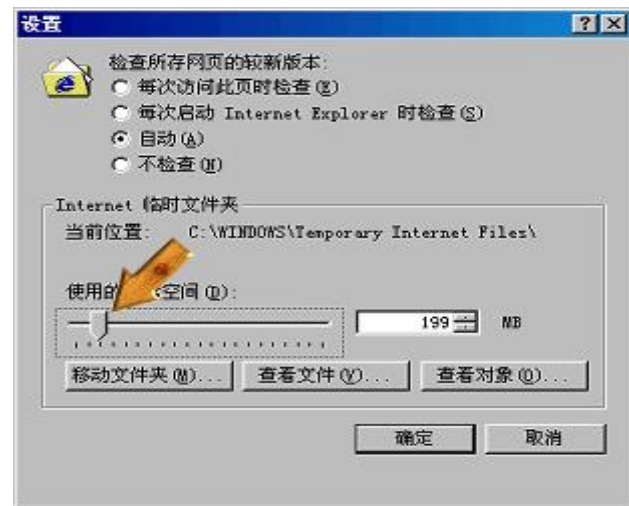 设置
检查所存网页的较新版本:
每次访问此页时检查(E)
每次启动 Internet Explorer 时检查(S)
自动(A)
不检查(N)
Internet 临时文件夹
当前位置: C:\WINDOWS\Temporary Internet Files\
使用的 空间(D):
199 MB
移动文件夹(M)... 查看文件(V)... 查看对象(O)...
确定 取消